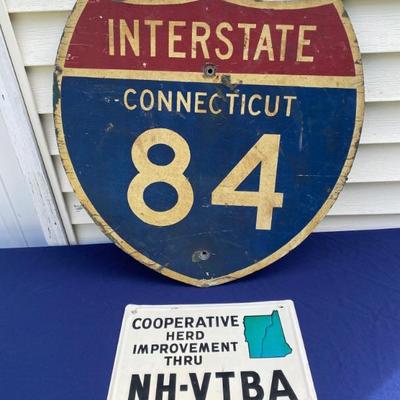 INTERSTATE
CONNECTICUT
84
COOPERATIVE
HERD
IMPROVEMENT
THRU
NH-VTBA